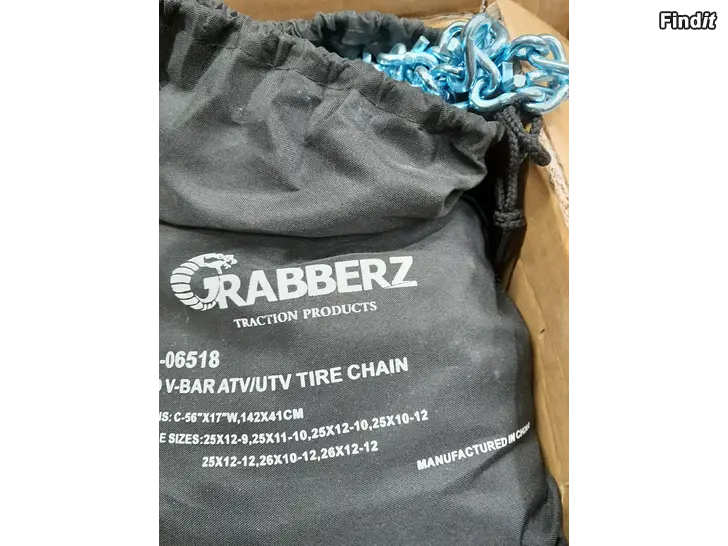 Findit
GRABBERZ
TRACTION PRODUCTS
-06518
V-BAR ATV/UTV TIRE CHAIN
S: C-56"X17"W,142X41CM
E SIZES:25X12-9,25X11-10,25X12-10,25X10-12
25X12-12,26X10-12,26X12-12
MANUFACTURED IN CHINA